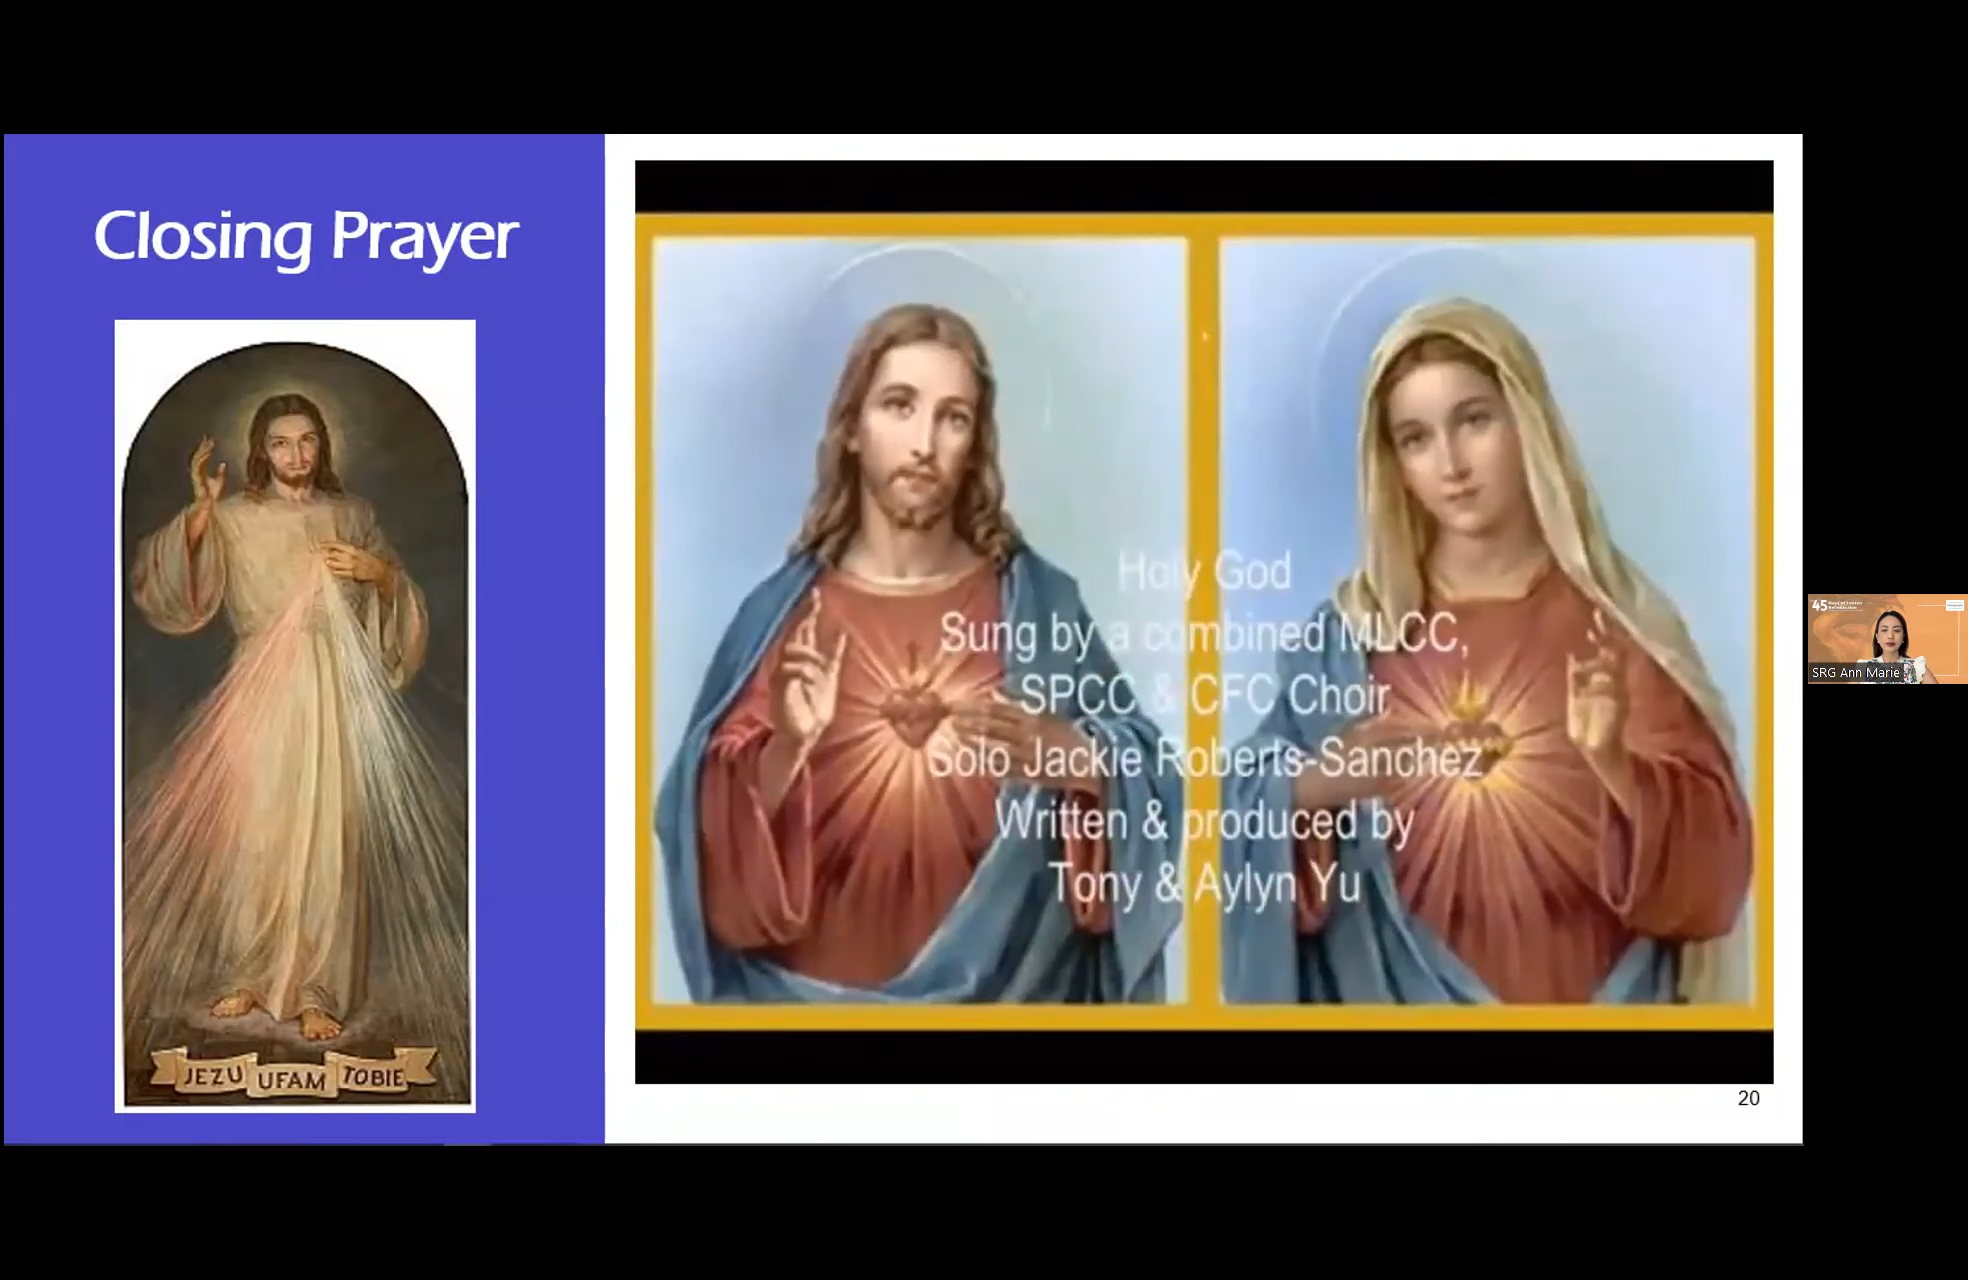 Closing Prayer
JEZU UFAM TOBIE
Holy God
Sung by a combined MLCC,
SPCC & CFC Choir
Solo Jackie Roberts-Sanchez
Written & produced by
Tony & Aylyn Yu
20
45
SRG Ann Marie